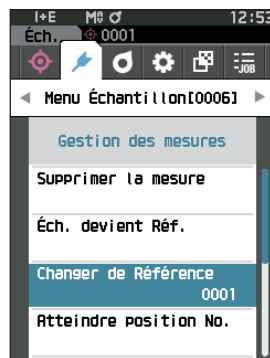 I+E M ♂ 12:53
Éch. 0001
-JOB
Menu Échantillon[0006]
Gestion des mesures
Supprimer la mesure
Éch. devient Réf.
Changer de Référence
0001
Atteindre position No.